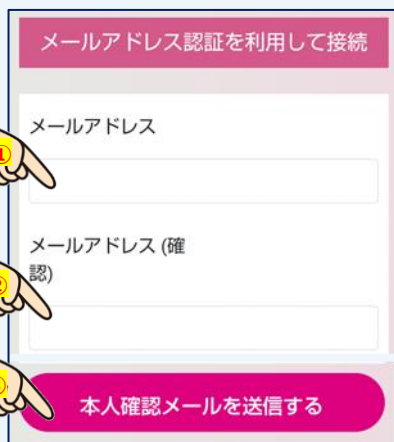 メールアドレス認証を利用して接続
メールアドレス
①
メールアドレス (確
認)
②
本人確認メールを送信する